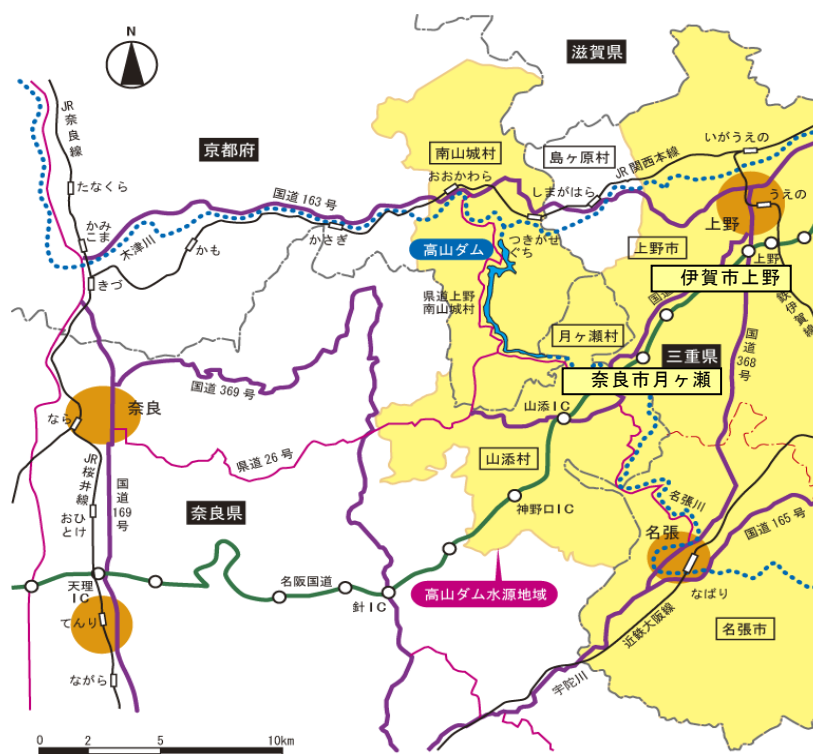 N
滋賀県
京都府
JR奈良線
たなくら
かみ
こま
木津川
かも
きづ
国道163号
かさぎ
南山城村
おおかわら
島ヶ原村
しまがはら
JR関西本線
いがうえの
うえの
上野
上野市
上野
伊賀市上野
高山ダム
つきがせ
ぐち
県道上野
南山城村
月ヶ瀬村
国
鉄伊賀線
三重県
国道368号
奈良市月ヶ瀬
国道369号
奈良
なら
県道26号
山添IC
山添村
神野口IC
名張川
名張
国道165号
なばり
名張市
JR桜井線
国道169号
おび
とけ
奈良県
天理
IC
名阪国道
針IC
高山ダム水源地域
てんり
ながら
近鉄大阪線
宇陀川
0 2 5 10km